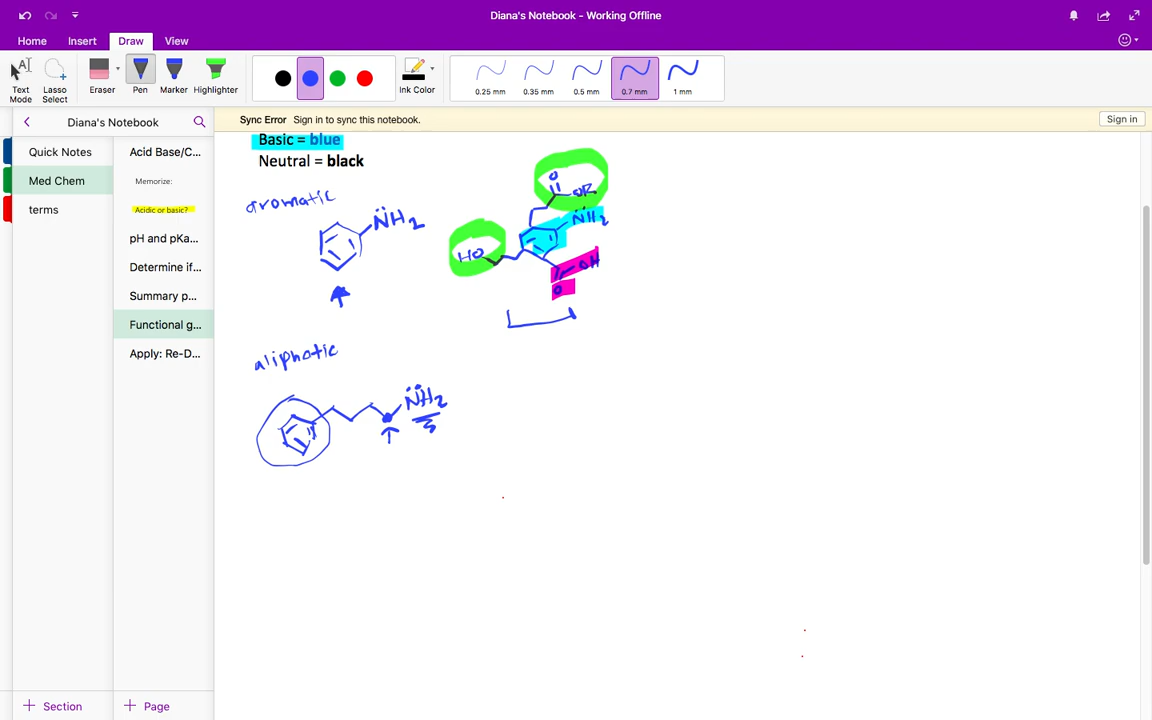 Diana's Notebook - Working Offline
Home Insert Draw View
Text Mode
Lasso Select
Eraser
Pen
Marker
Highlighter
Ink Color
0.25 mm
0.35 mm
0.5 mm
0.7 mm
1 mm
Diana's Notebook
Sync Error Sign in to sync this notebook.
Sign in
Quick Notes
Med Chem
terms
Acid Base/C...
Memorize:
Acidic or basic?
pH and pKa...
Determine if...
Summary p...
Functional g...
Apply: Re-D...
Basic = blue
Neutral = black
aromatic
NH2
O
OR
NH2
HO
OH
O
aliphatic
NH2
+ Section
+ Page